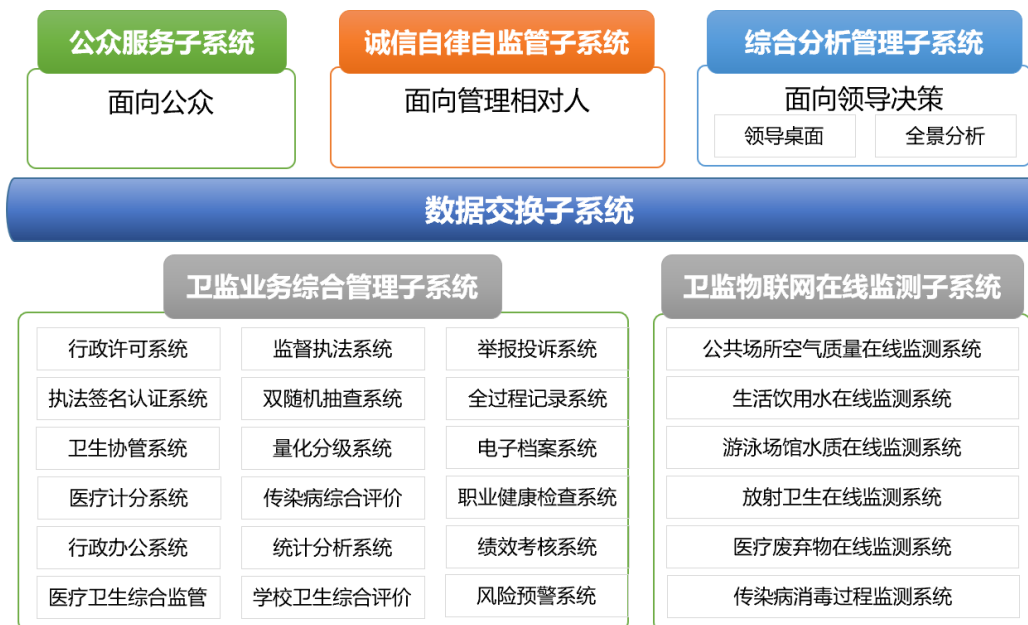 公众服务子系统
诚信自律自监管子系统
综合分析管理子系统
面向公众
面向管理相对人
面向领导决策
领导桌面
全景分析
数据交换子系统
卫监业务综合管理子系统
卫监物联网在线监测子系统
行政许可系统
监督执法系统
举报投诉系统
执法签名认证系统
双随机抽查系统
全过程记录系统
卫生协管系统
量化分级系统
电子档案系统
医疗计分系统
传染病综合评价
职业健康检查系统
行政办公系统
统计分析系统
绩效考核系统
医疗卫生综合监管
学校卫生综合评价
风险预警系统
公共场所空气质量在线监测系统
生活饮用水在线监测系统
游泳场馆水质在线监测系统
放射卫生在线监测系统
医疗废弃物在线监测系统
传染病消毒过程监测系统